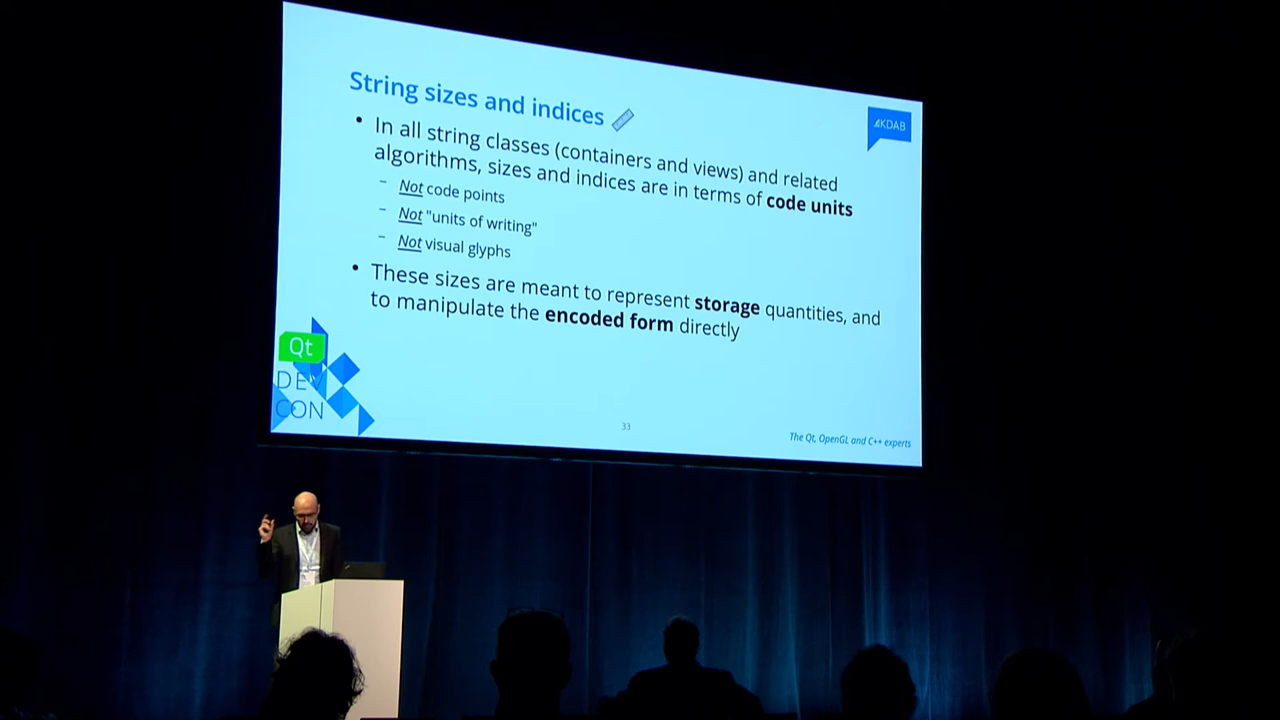 String sizes and indices
KDAB
• In all string classes (containers and views) and related
algorithms, sizes and indices are in terms of code units
– Not code points
– Not "units of writing"
– Not visual glyphs
• These sizes are meant to represent storage quantities, and
to manipulate the encoded form directly
Qt
DEV
CON
33
The Qt, OpenGL and C++ experts